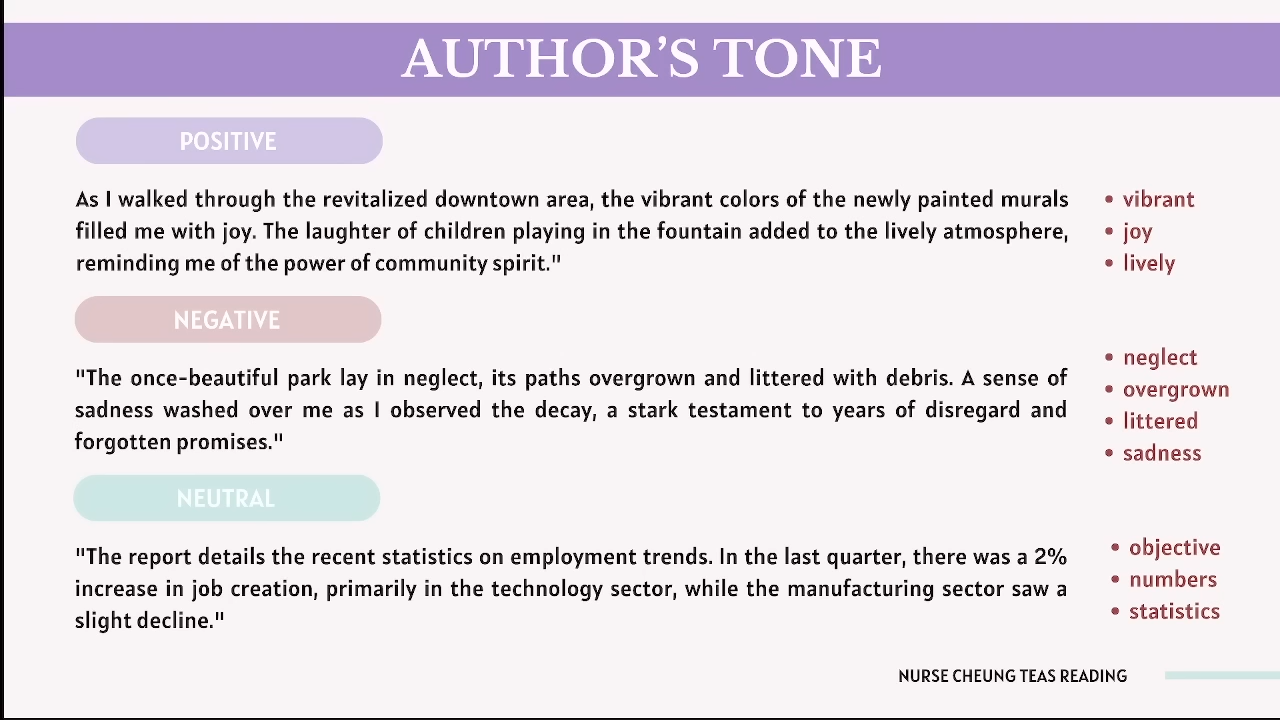 AUTHOR'S TONE
POSITIVE
As I walked through the revitalized downtown area, the vibrant colors of the newly painted murals
filled me with joy. The laughter of children playing in the fountain added to the lively atmosphere,
reminding me of the power of community spirit."
• vibrant
• joy
• lively
NEGATIVE
"The once-beautiful park lay in neglect, its paths overgrown and littered with debris. A sense of
sadness washed over me as I observed the decay, a stark testament to years of disregard and
forgotten promises."
• neglect
• overgrown
• littered
• sadness
NEUTRAL
"The report details the recent statistics on employment trends. In the last quarter, there was a 2%
increase in job creation, primarily in the technology sector, while the manufacturing sector saw a
slight decline."
• objective
• numbers
• statistics
NURSE CHEUNG TEAS READING